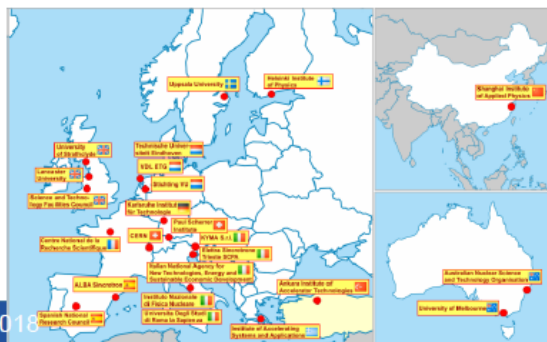 Uppsala University
Helsinki Institute
of Physics
Shanghai Institute
of Applied Physics
University
of Strathclyde
Technische Univer-
siteit Eindhoven
Lancaster
University
VDL ETG
Stichting VU
Science and Techno-
logy Facilities Council
Karlsruhe Institut
für Technologie
Paul Scherrer
Institute
Centre National de la
Recherche Scientifique
CERN
KYMA S.r.l.
Elettra Sincrotrone
Trieste SCPA
Italian National Agency for
New Technologies, Energy and
Sustainable Economic Development
ALBA Sincrotron
Ankara Institute of
Accelerator Technologies
Australian Nuclear Science
and Technology Organisation
Istituto Nazionale
di Fisica Nucleare
University of Melbourne
Spanish National
Research Council
Universita Degli Studi
di Roma la Sapienza
Institute of Accelerating
Systems and Applications
018